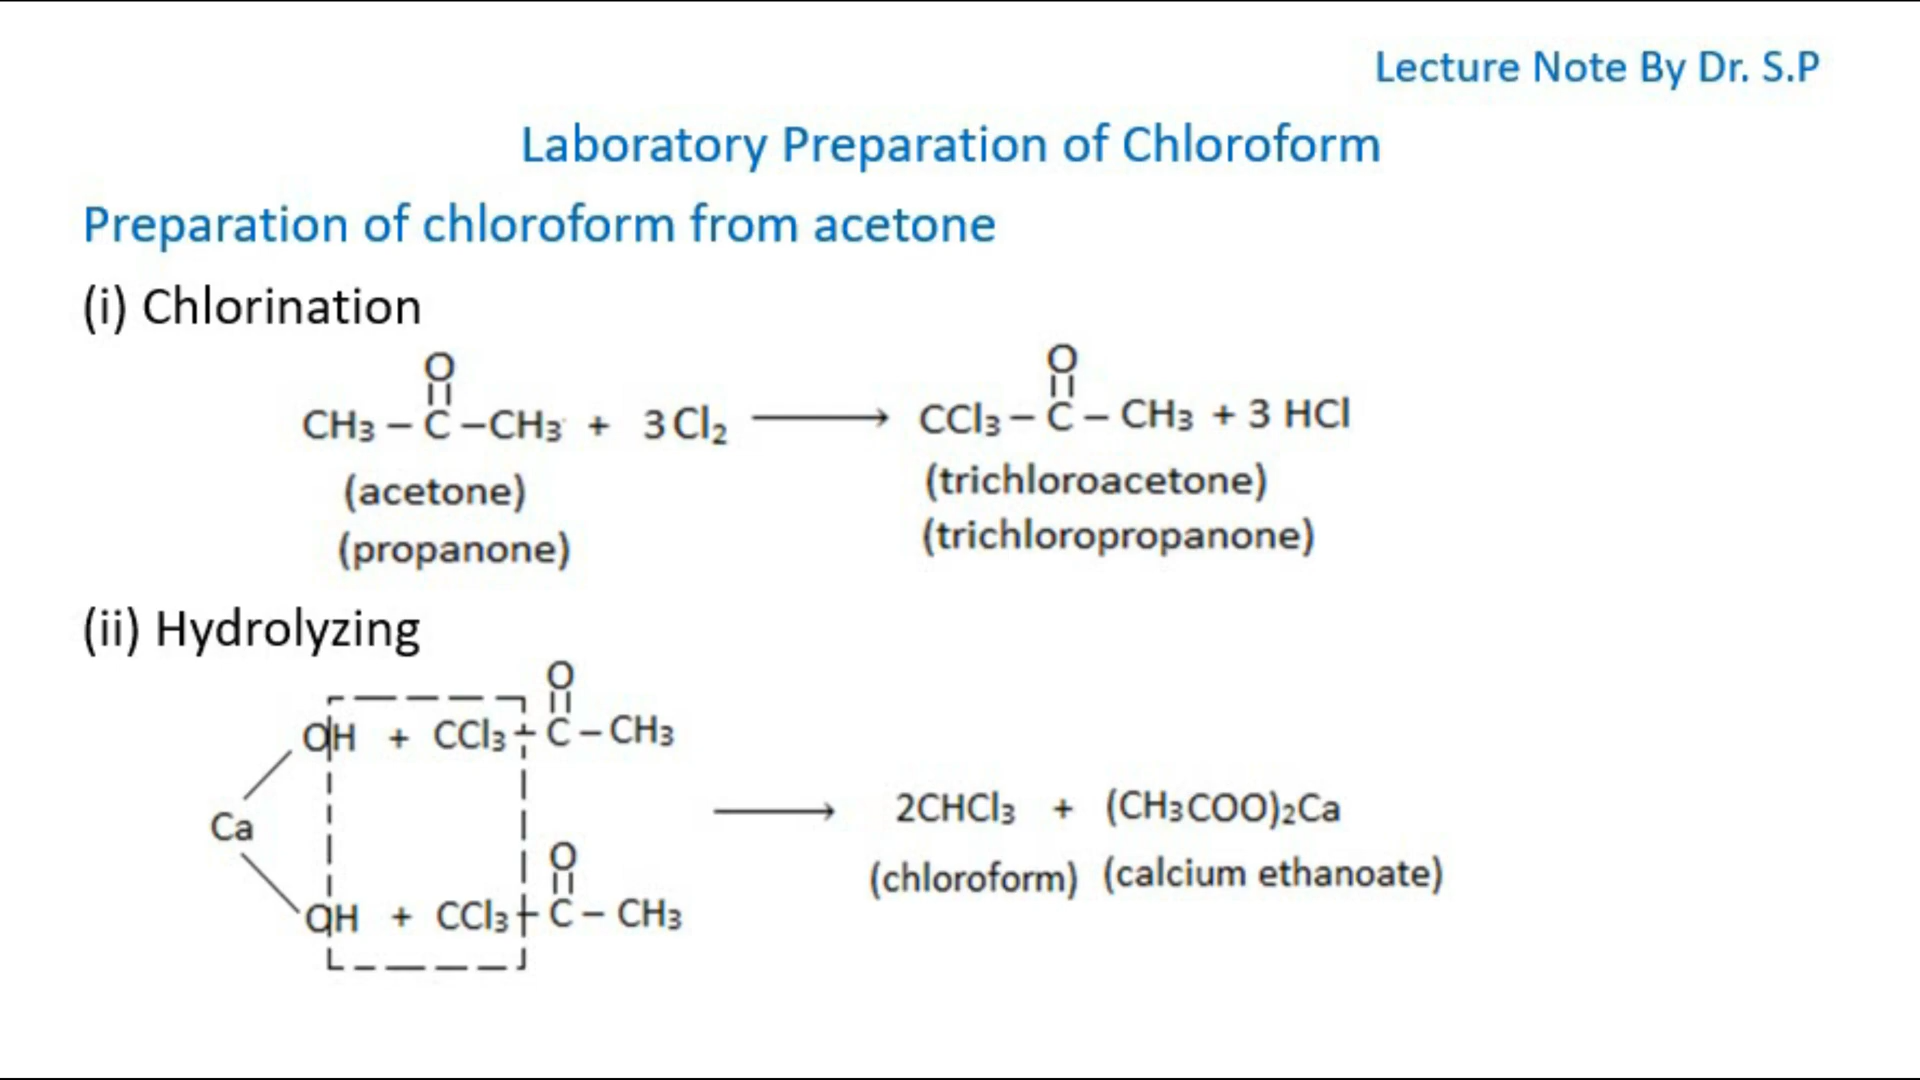 Lecture Note By Dr. S.P
Laboratory Preparation of Chloroform
Preparation of chloroform from acetone
(i) Chlorination
O O
CH₃ – C – CH₃ + 3 Cl₂ ⟶ CCl₃ – C – CH₃ + 3 HCl
(acetone) (trichloroacetone)
(propanone) (trichloropropanone)
(ii) Hydrolyzing
O
OH + CCl₃ – C – CH₃
Ca ⟶ 2CHCl₃ + (CH₃COO)₂Ca
(chloroform) (calcium ethanoate)
O
OH + CCl₃ – C – CH₃